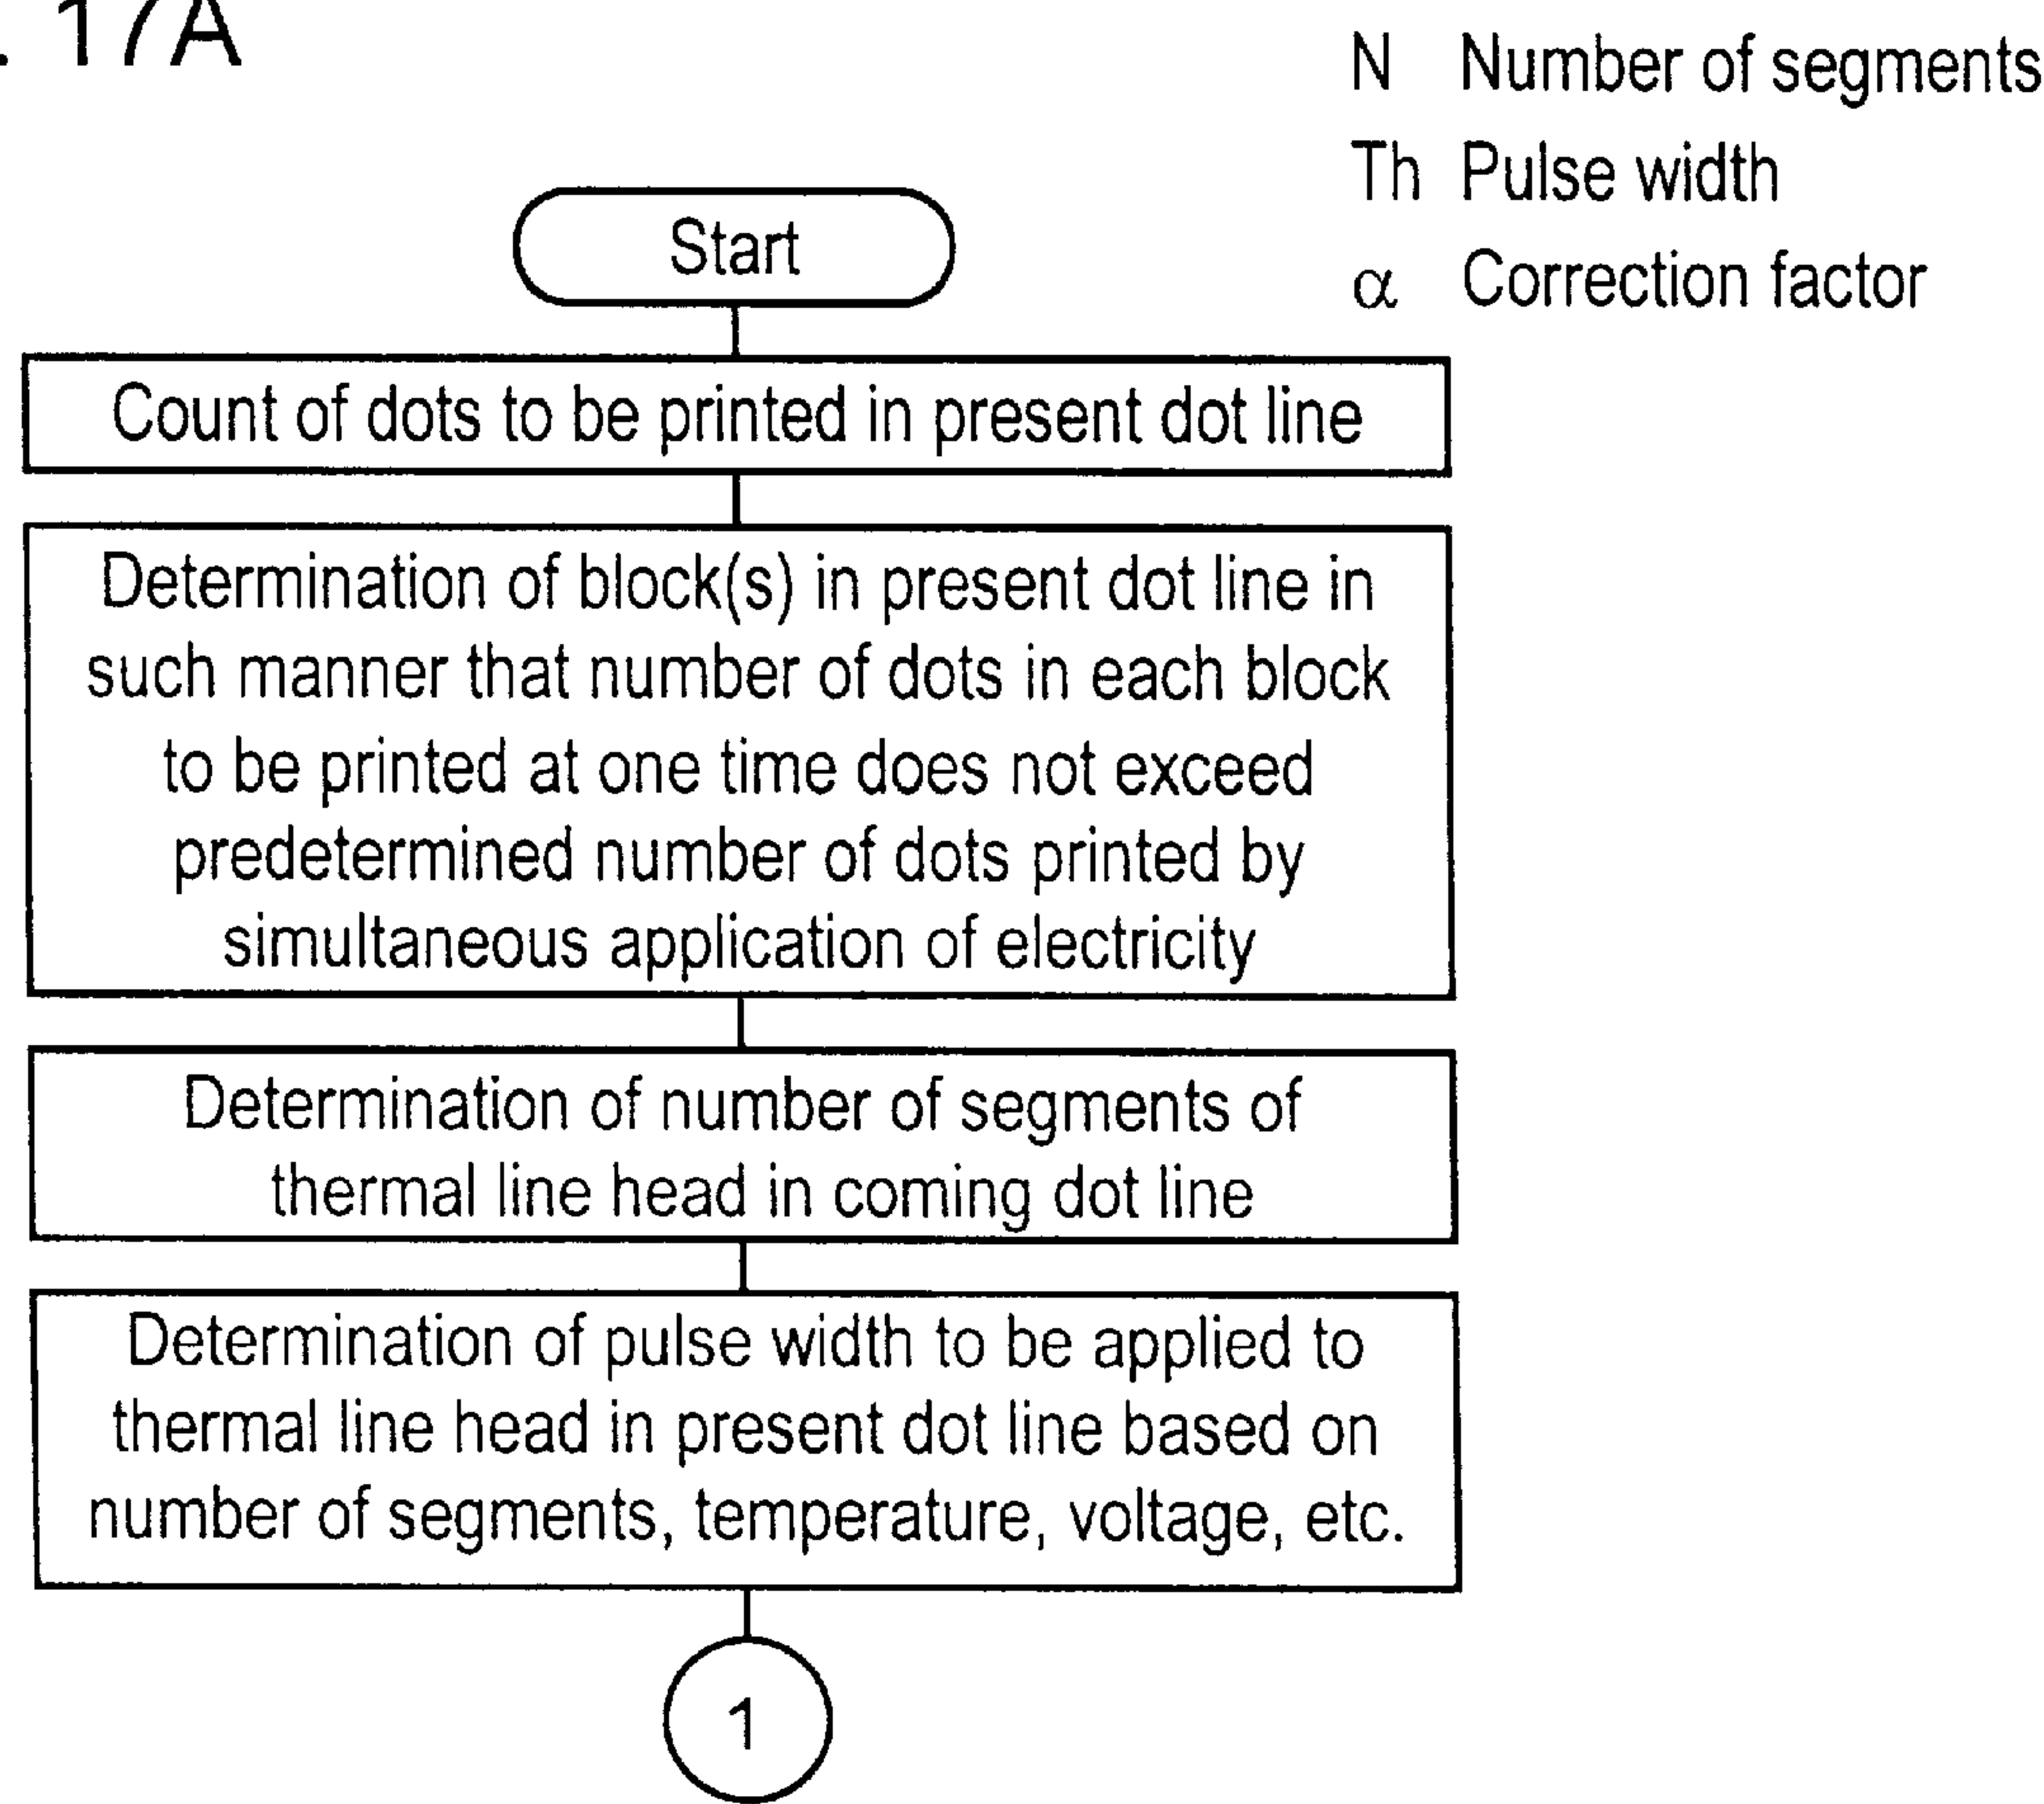 . 17A
N Number of segments
Th Pulse width
α Correction factor
Start
Count of dots to be printed in present dot line
Determination of block(s) in present dot line in
such manner that number of dots in each block
to be printed at one time does not exceed
predetermined number of dots printed by
simultaneous application of electricity
Determination of number of segments of
thermal line head in coming dot line
Determination of pulse width to be applied to
thermal line head in present dot line based on
number of segments, temperature, voltage, etc.
1